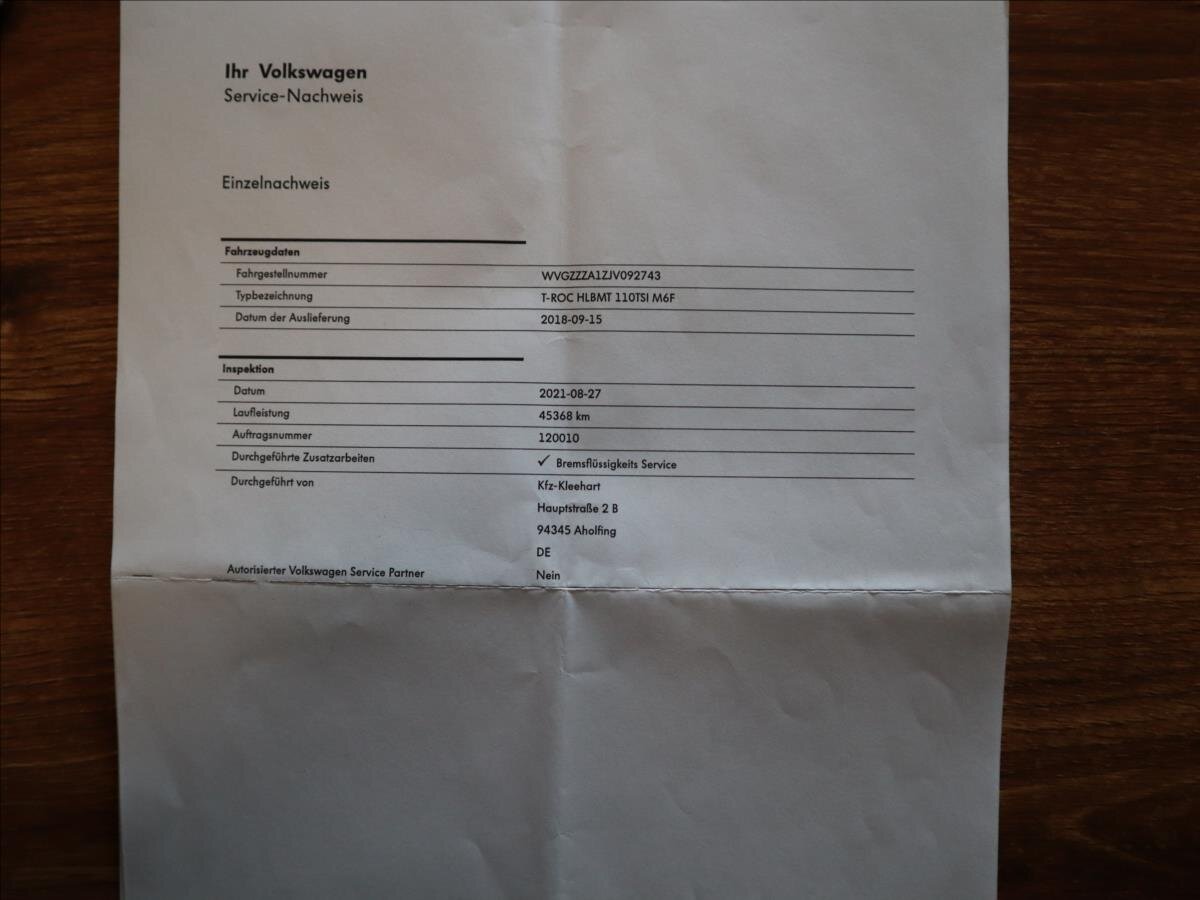 Ihr Volkswagen
Service-Nachweis
Einzelnachweis
Fahrzeugdaten
Fahrgestellnummer WVGZZZA1ZJV092743
Typbezeichnung T-ROC HLBMT 110TSI M6F
Datum der Auslieferung 2018-09-15
Inspektion
Datum 2021-08-27
Laufleistung 45368 km
Auftragsnummer 120010
Durchgeführte Zusatzarbeiten ✓ Bremsflüssigkeits Service
Durchgeführt von Kfz-Kleehart
Hauptstraße 2 B
94345 Aholfing
DE
Autorisierter Volkswagen Service Partner Nein